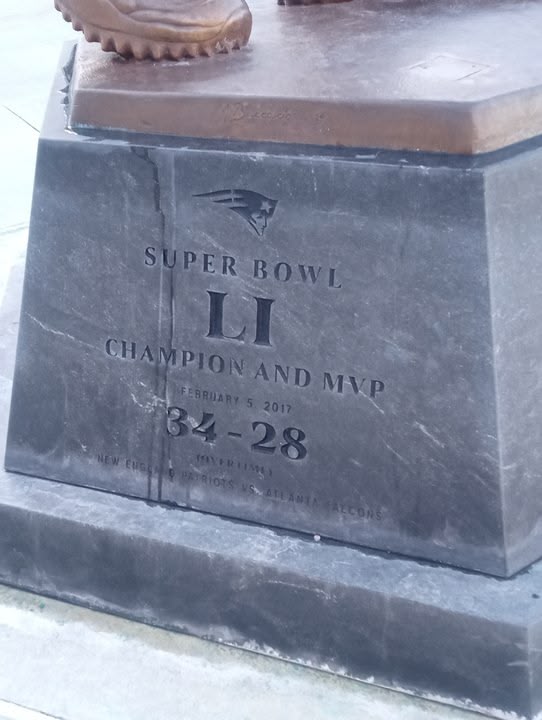 SUPER BOWL
LI
CHAMPION AND MVP
FEBRUARY 5, 2017
34-28
(OVERTIME)
NEW ENGLAND PATRIOTS VS. ATLANTA FALCONS